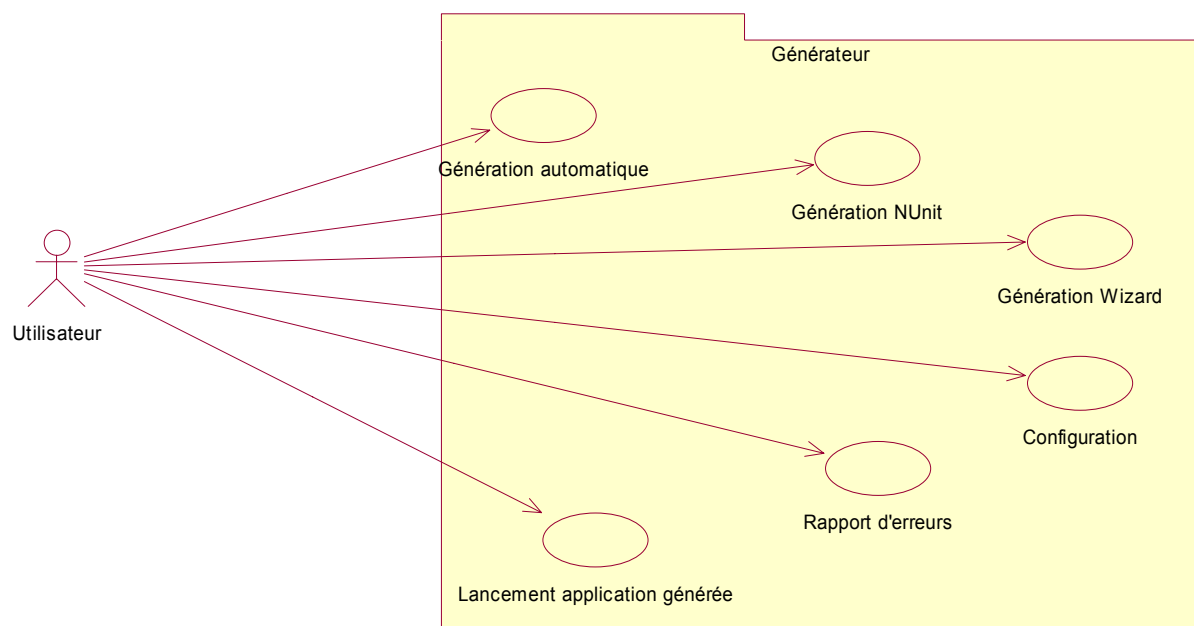 Générateur
Génération automatique
Génération NUnit
Génération Wizard
Utilisateur
Configuration
Rapport d'erreurs
Lancement application générée